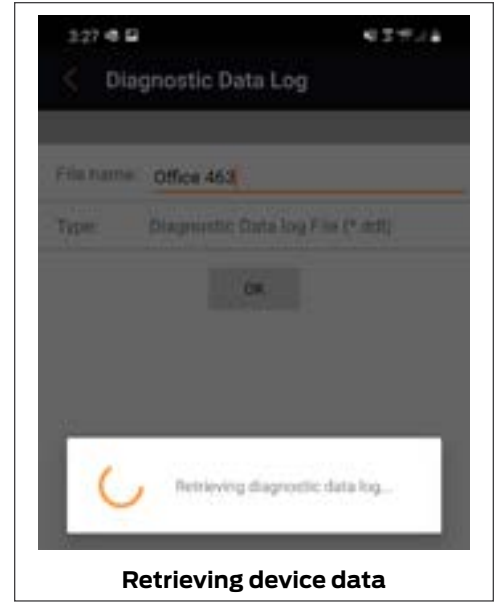 3:27
Diagnostic Data Log
File name: Office 463
Type: Diagnostic Data log File (*.ddl)
OK
Retrieving diagnostic data log...
Retrieving device data